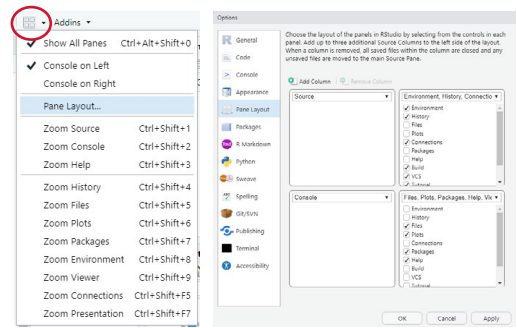 Addins
Show All Panes Ctrl+Alt+Shift+0
Console on Left
Console on Right
Pane Layout...
Zoom Source Ctrl+Shift+1
Zoom Console Ctrl+Shift+2
Zoom Help Ctrl+Shift+3
Zoom History Ctrl+Shift+4
Zoom Files Ctrl+Shift+5
Zoom Plots Ctrl+Shift+6
Zoom Packages Ctrl+Shift+7
Zoom Environment Ctrl+Shift+8
Zoom Viewer Ctrl+Shift+9
Zoom Connections Ctrl+Shift+F5
Zoom Presentation Ctrl+Shift+F7
Options
General
Code
Console
Appearance
Pane Layout
Packages
R Markdown
Python
Sweave
Spelling
Git/SVN
Publishing
Terminal
Accessibility
Choose the layout of the panels in RStudio by selecting from the controls in each
panel. Add up to three additional Source Columns to the left side of the layout.
When a column is closed, all saved files within the column are closed and any
unsaved files are moved to the main Source Pane.
Add Column Remove Column
Source
Environment, History, Connectio
Environment
History
Files
Plots
Connections
Packages
Help
Build
VCS
Tutorial
Console
Files, Plots, Packages, Help, Vie
Environment
History
Files
Plots
Connections
Packages
Help
Build
VCS
Tutorial
OK Cancel Apply